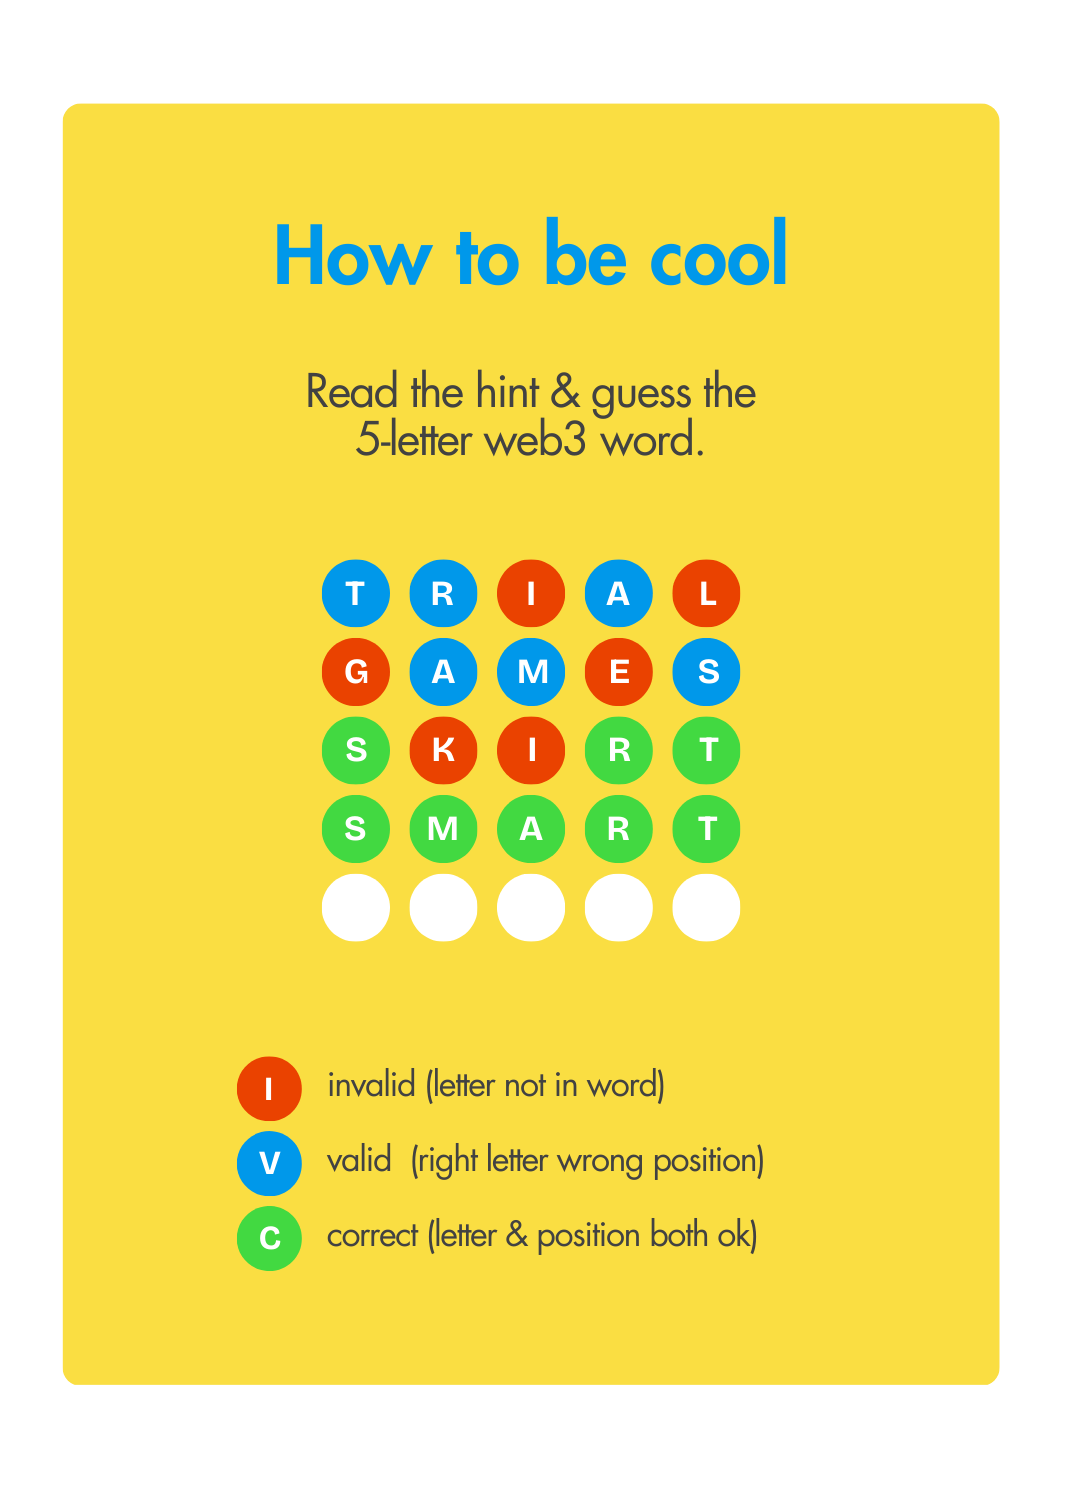 How to be cool
Read the hint & guess the
5-letter web3 word.
T R I A L
G A M E S
S K I R T
S M A R T
I invalid (letter not in word)
V valid (right letter wrong position)
C correct (letter & position both ok)